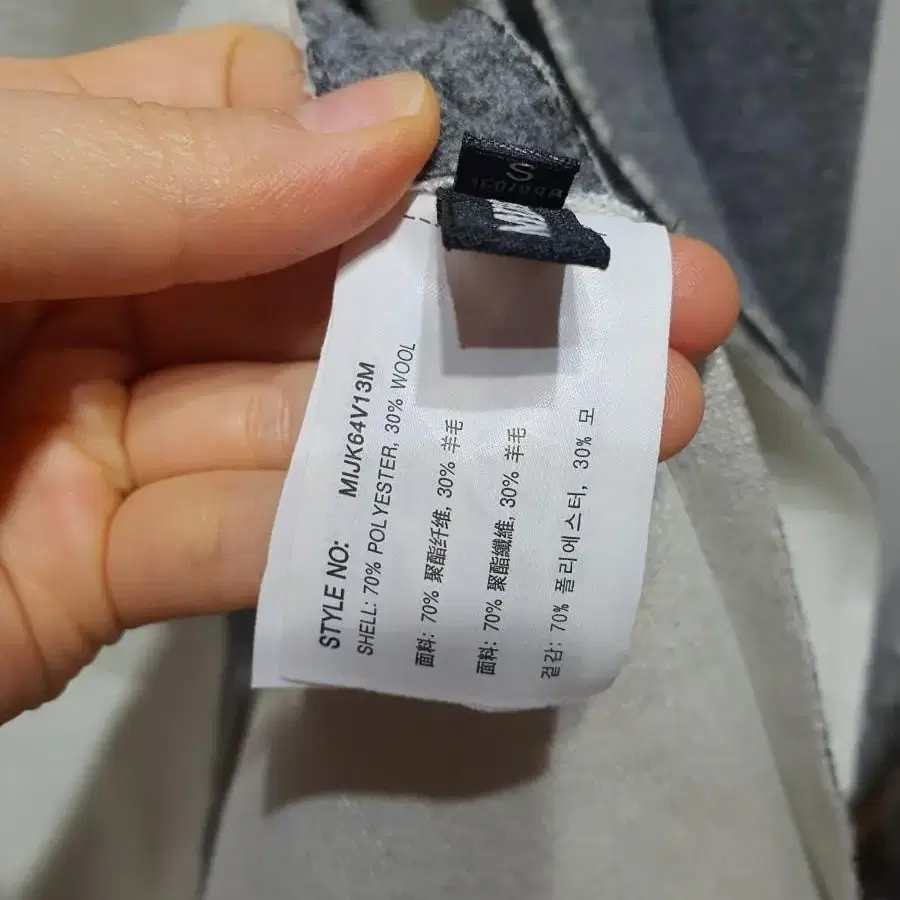 S
STYLE NO: MIJK64V13M
SHELL: 70% POLYESTER, 30% WOOL
面料: 70% 聚酯纤维, 30% 羊毛
面料: 70% 聚酯纖維, 30% 羊毛
겉감: 70% 폴리에스터, 30% 모